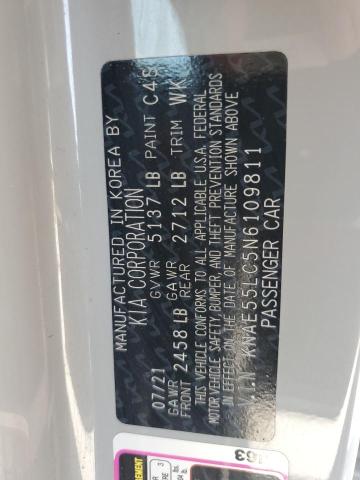 MANUFACTURED IN KOREA BY
KIA CORPORATION
07/21 GVWR 5137 LB PAINT C4S
GAWR FRONT 2458 LB GAWR REAR 2712 LB TRIM WK
THIS VEHICLE CONFORMS TO ALL APPLICABLE U.S.A. FEDERAL
MOTOR VEHICLE SAFETY, BUMPER, AND THEFT PREVENTION STANDARDS
IN EFFECT ON THE DATE OF MANUFACTURE SHOWN ABOVE
V.I.N: KNAE55LC5N6109811
PASSENGER CAR
163